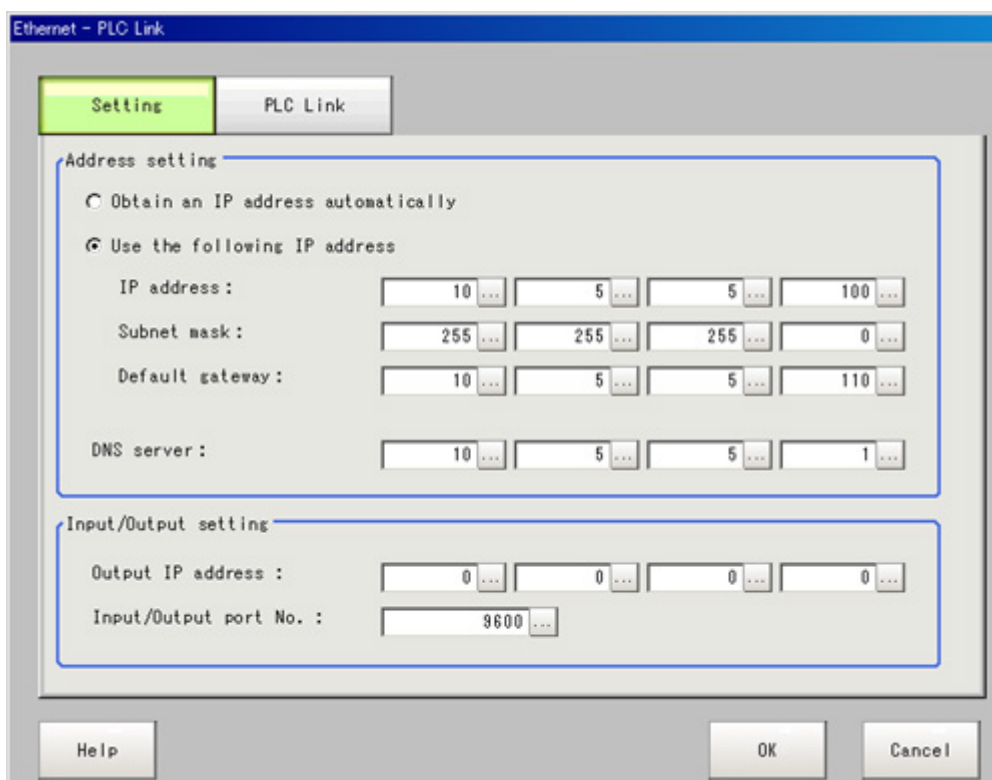 Ethernet - PLC Link
Setting PLC Link
Address setting
Obtain an IP address automatically
Use the following IP address
IP address: 10 ... 5 ... 5 ... 100 ...
Subnet mask: 255 ... 255 ... 255 ... 0 ...
Default gateway: 10 ... 5 ... 5 ... 110 ...
DNS server: 10 ... 5 ... 5 ... 1 ...
Input/Output setting
Output IP address : 0 ... 0 ... 0 ... 0 ...
Input/Output port No. : 9600 ...
Help OK Cancel